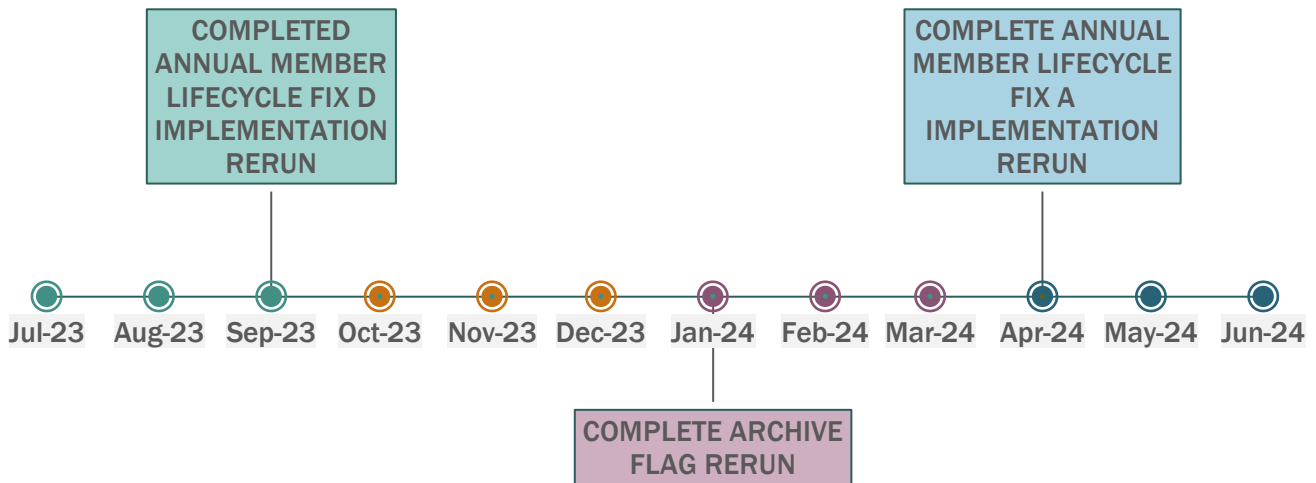 COMPLETED
ANNUAL MEMBER
LIFECYCLE FIX D
IMPLEMENTATION
RERUN
COMPLETE ANNUAL
MEMBER LIFECYCLE
FIX A
IMPLEMENTATION
RERUN
Jul-23 Aug-23 Sep-23 Oct-23 Nov-23 Dec-23 Jan-24 Feb-24 Mar-24 Apr-24 May-24 Jun-24
COMPLETE ARCHIVE
FLAG RERUN